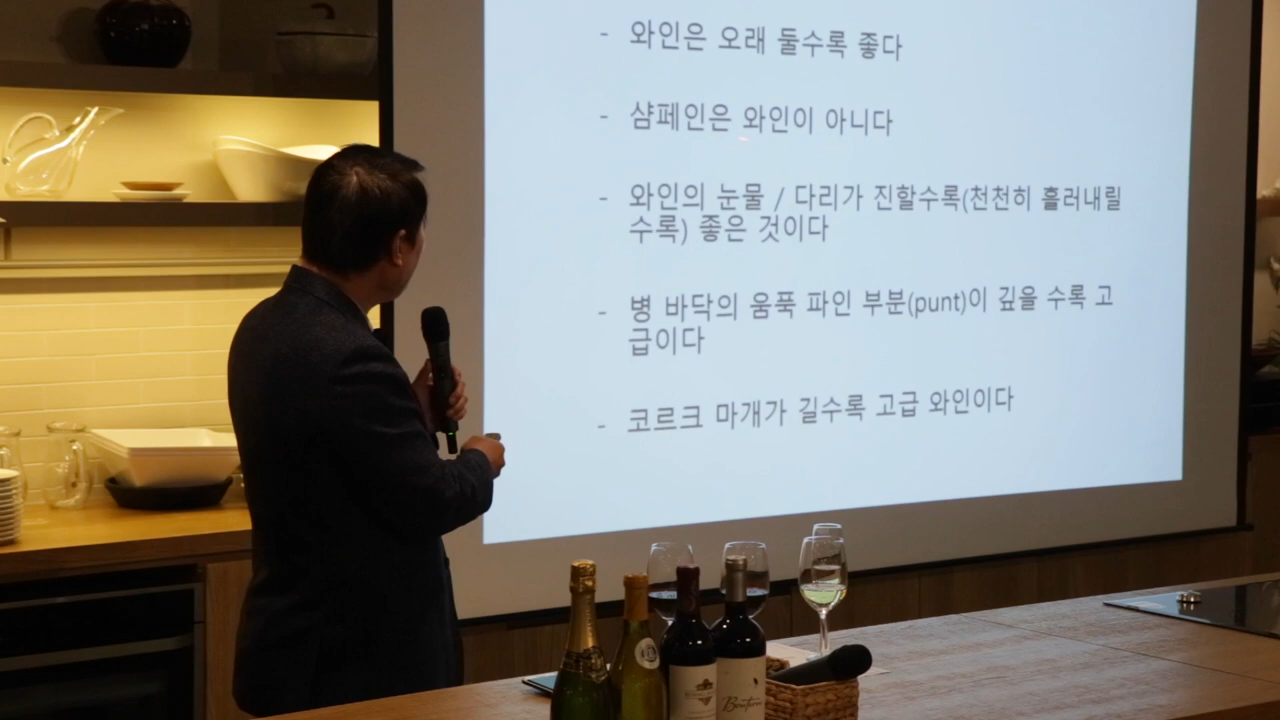 - 와인은 오래 둘수록 좋다
- 샴페인은 와인이 아니다
- 와인의 눈물 / 다리가 진할수록(천천히 흘러내릴
수록) 좋은 것이다
- 병 바닥의 움푹 파인 부분(punt)이 깊을 수록 고
급이다
- 코르크 마개가 길수록 고급 와인이다